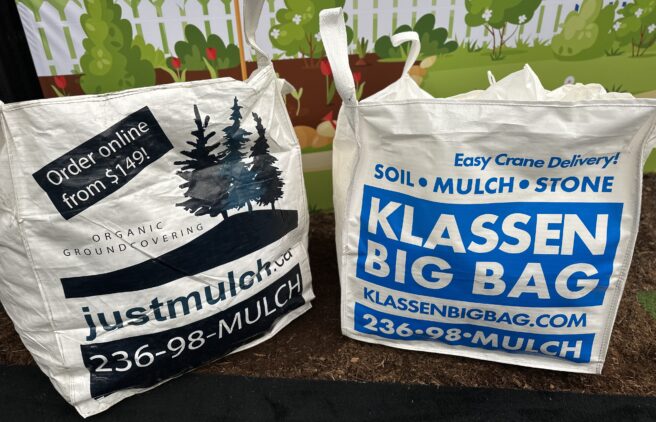 Order online
from $149!
ORGANIC
GROUNDCOVERING
justmulch.ca
236-98-MULCH
Easy Crane Delivery!
SOIL • MULCH • STONE
KLASSEN
BIG BAG
KLASSENBIGBAG.COM
236•98•MULCH